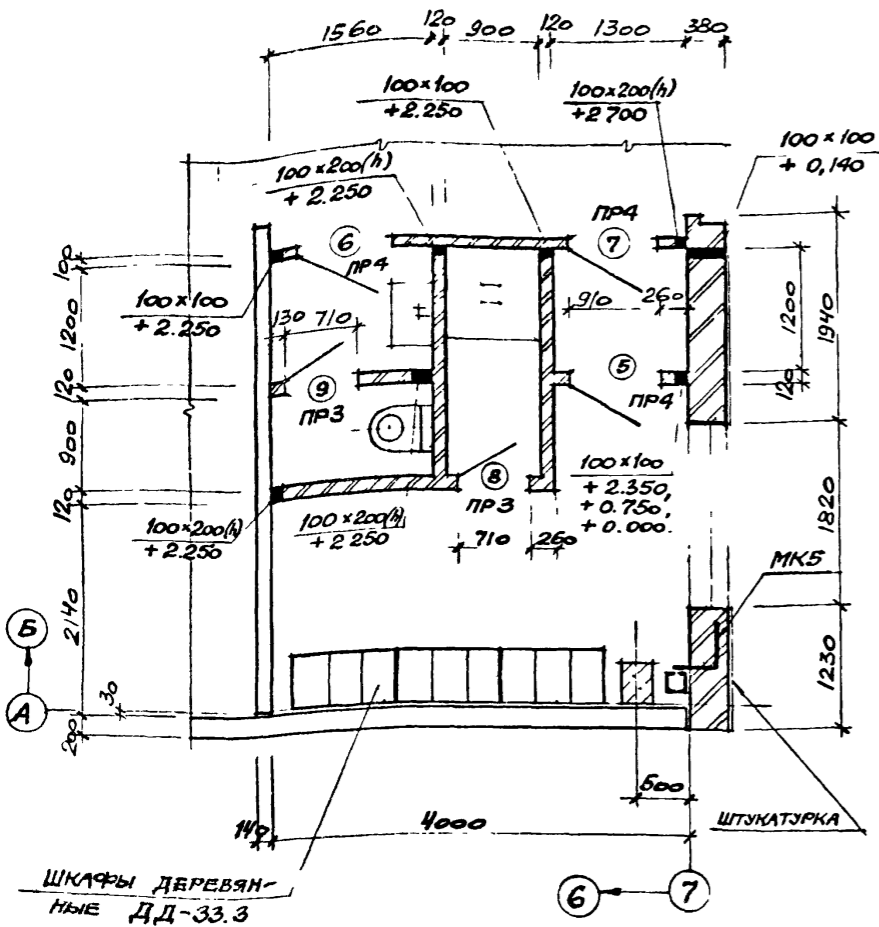 1560 120 900 120 1300 380
100×100
+2.250
100×200(h)
+2.700
100×100
+ 0,140
100×200(h)
+ 2.250
ПР4
6
7
ПР4
100
100×100
+2.250
130 710
910 260
1200
1200
1940
120
9
ПР3
5
ПР4
120
900
8
ПР3
100×100
+ 2.350,
+ 0.750,
+ 0.000.
120
100×200(h)
+2.250
100×200(h)
+2 250
710 260
1820
МК5
2140
Б
А
30
200
1230
500
ШТУКАТУРКА
140 4000
ШКАФЫ ДЕРЕВЯН-
НЫЕ ДД-33.3
6 7